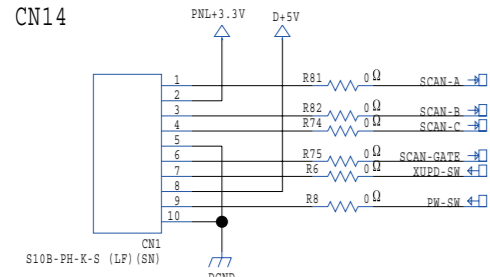 CN14
PNL+3.3V
D+5V
1 R81 0Ω SCAN-A
2
3 R82 0Ω SCAN-B
4 R74 0Ω SCAN-C
5
6 R75 0Ω SCAN-GATE
7 R6 0Ω XUPD-SW
8
9 R8 0Ω PW-SW
10
CN1
S10B-PH-K-S (LF)(SN)
DGND